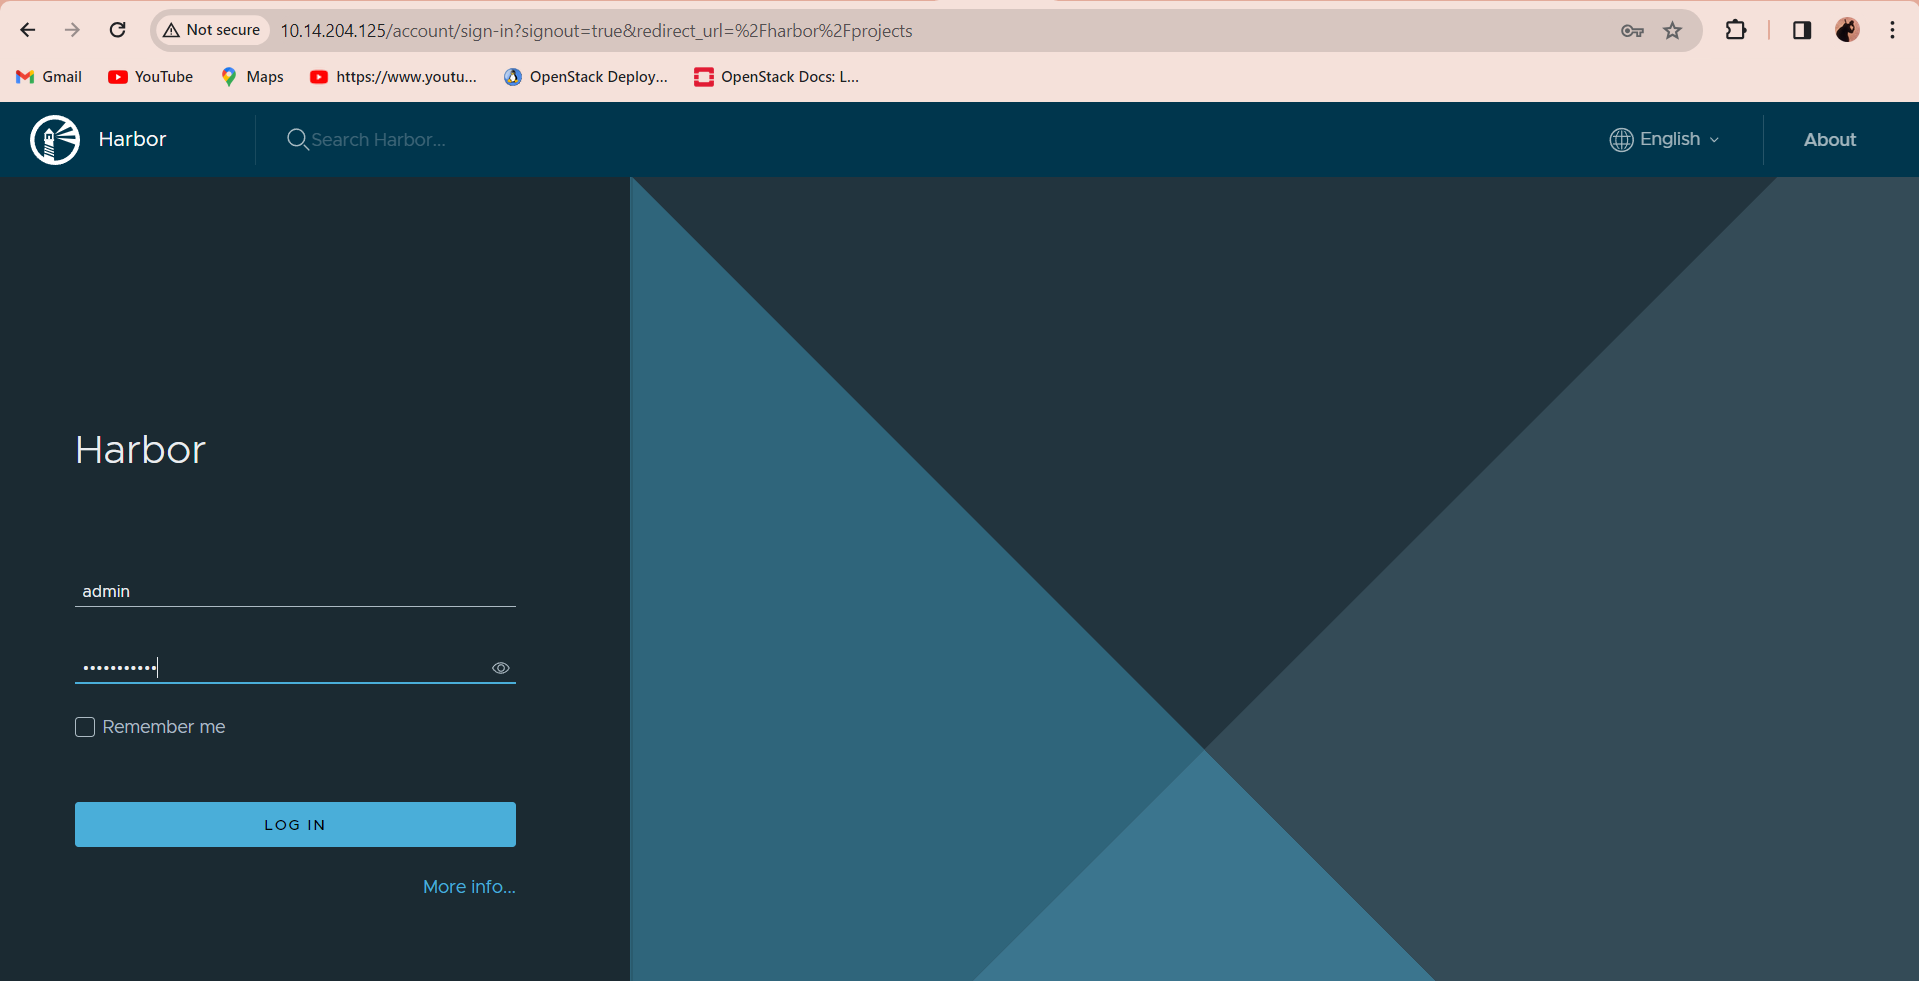 Not secure 10.14.204.125/account/sign-in?signout=true&redirect_url=%2Fharbor%2Fprojects
Gmail YouTube Maps https://www.youtu... OpenStack Deploy... OpenStack Docs: L...
Harbor Search Harbor... English About
Harbor
admin
•••••••••••
Remember me
LOG IN
More info...